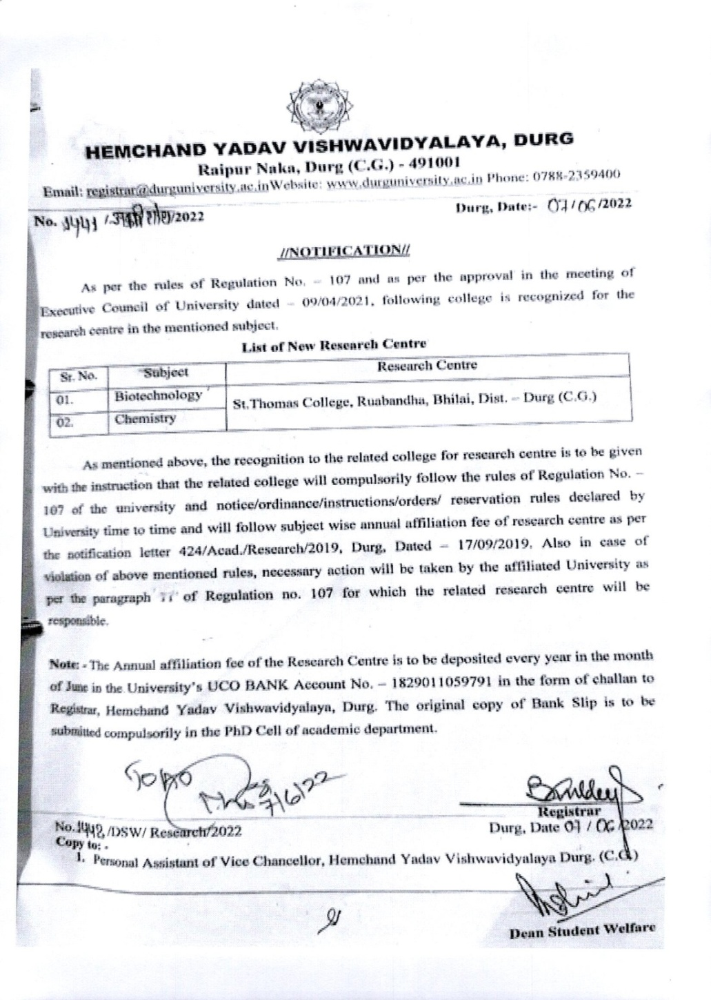 HEMCHAND YADAV VISHWAVIDYALAYA, DURG
Raipur Naka, Durg (C.G.) - 491001
Email: registrar@durguniversity.ac.in Website: www.durguniversity.ac.in Phone: 0788-2359400
No. /2022 Durg, Date:- 07/06/2022
//NOTIFICATION//
As per the rules of Regulation No. – 107 and as per the approval in the meeting of
Executive Council of University dated – 09/04/2021, following college is recognized for the
research centre in the mentioned subject.
List of New Research Centre
Sr. No. Subject Research Centre
01. Biotechnology St.Thomas College, Ruabandha, Bhilai, Dist. – Durg (C.G.)
02. Chemistry
As mentioned above, the recognition to the related college for research centre is to be given
with the instruction that the related college will compulsorily follow the rules of Regulation No. –
107 of the university and notice/ordinance/instructions/orders/ reservation rules declared by
University time to time and will follow subject wise annual affiliation fee of research centre as per
the notification letter 424/Acad./Research/2019, Durg, Dated – 17/09/2019. Also in case of
violation of above mentioned rules, necessary action will be taken by the affiliated University as
per the paragraph of Regulation no. 107 for which the related research centre will be
responsible.
Note: - The Annual affiliation fee of the Research Centre is to be deposited every year in the month
of June in the University's UCO BANK Account No. – 1829011059791 in the form of challan to
Registrar, Hemchand Yadav Vishwavidyalaya, Durg. The original copy of Bank Slip is to be
submitted compulsorily in the PhD Cell of academic department.
7/6/22
Registrar
No. /DSW/ Research/2022 Durg, Date 07 / 06 /2022
Copy to: -
1. Personal Assistant of Vice Chancellor, Hemchand Yadav Vishwavidyalaya Durg. (C.G.)
Dean Student Welfare